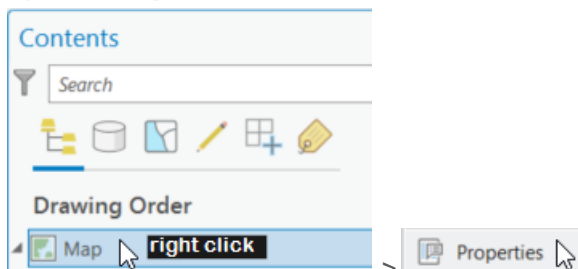 Contents
Search
Drawing Order
Map right click
Properties